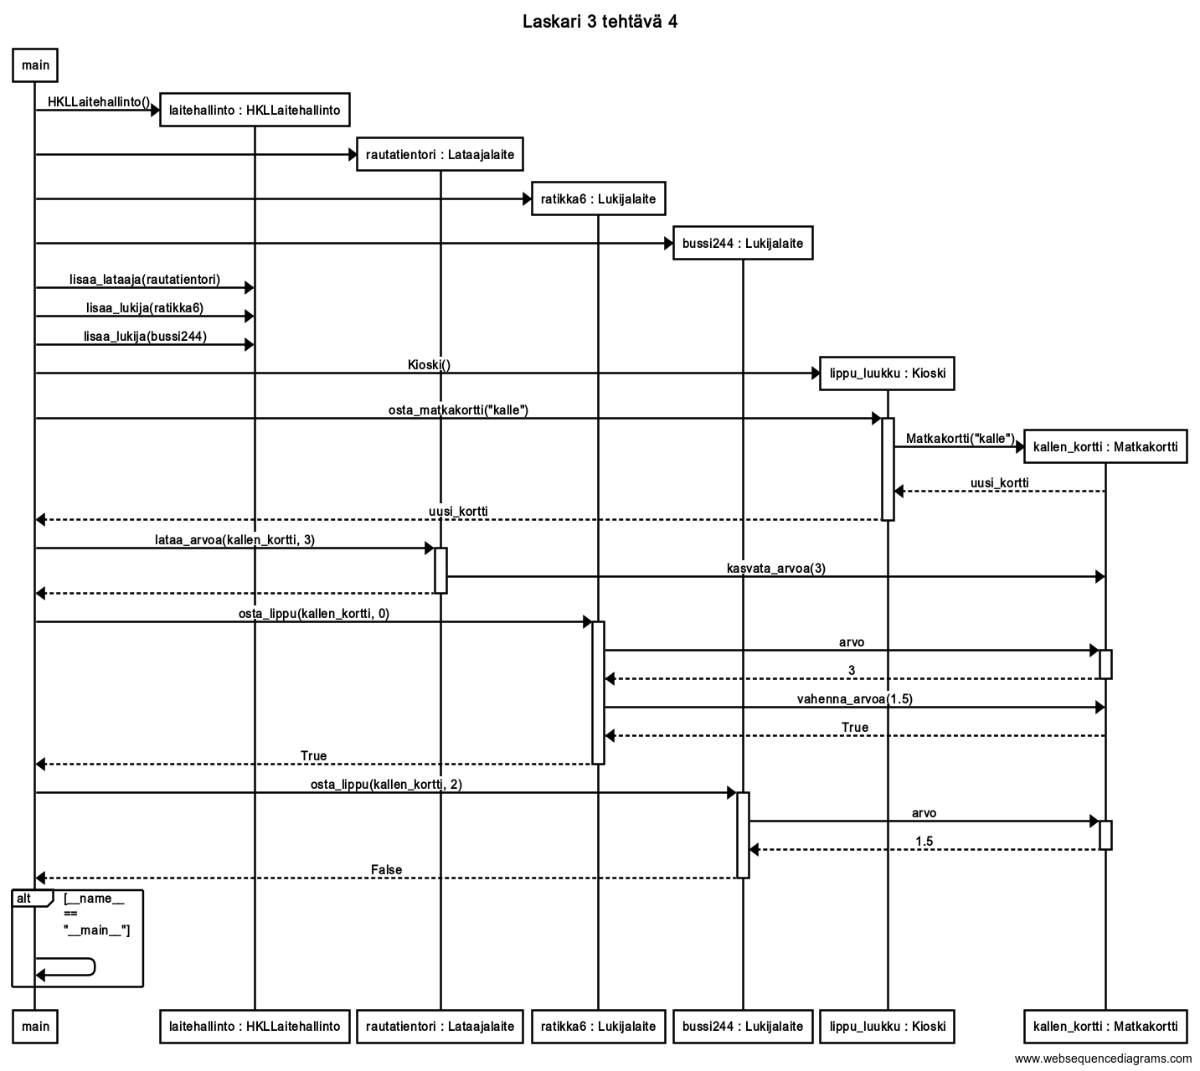 Laskari 3 tehtävä 4
main
HKLLaitehallinto()
laitehallinto : HKLLaitehallinto
rautatientori : Lataajalaite
ratikka6 : Lukijalaite
bussi244 : Lukijalaite
lisaa_lataaja(rautatientori)
lisaa_lukija(ratikka6)
lisaa_lukija(bussi244)
Kioski()
lippu_luukku : Kioski
osta_matkakortti("kalle")
Matkakortti("kalle")
kallen_kortti : Matkakortti
uusi_kortti
uusi_kortti
lataa_arvoa(kallen_kortti, 3)
kasvata_arvoa(3)
osta_lippu(kallen_kortti, 0)
arvo
3
vahenna_arvoa(1.5)
True
True
osta_lippu(kallen_kortti, 2)
arvo
1.5
False
alt
[__name__
==
"__main__"]
main
laitehallinto : HKLLaitehallinto
rautatientori : Lataajalaite
ratikka6 : Lukijalaite
bussi244 : Lukijalaite
lippu_luukku : Kioski
kallen_kortti : Matkakortti
www.websequencediagrams.com